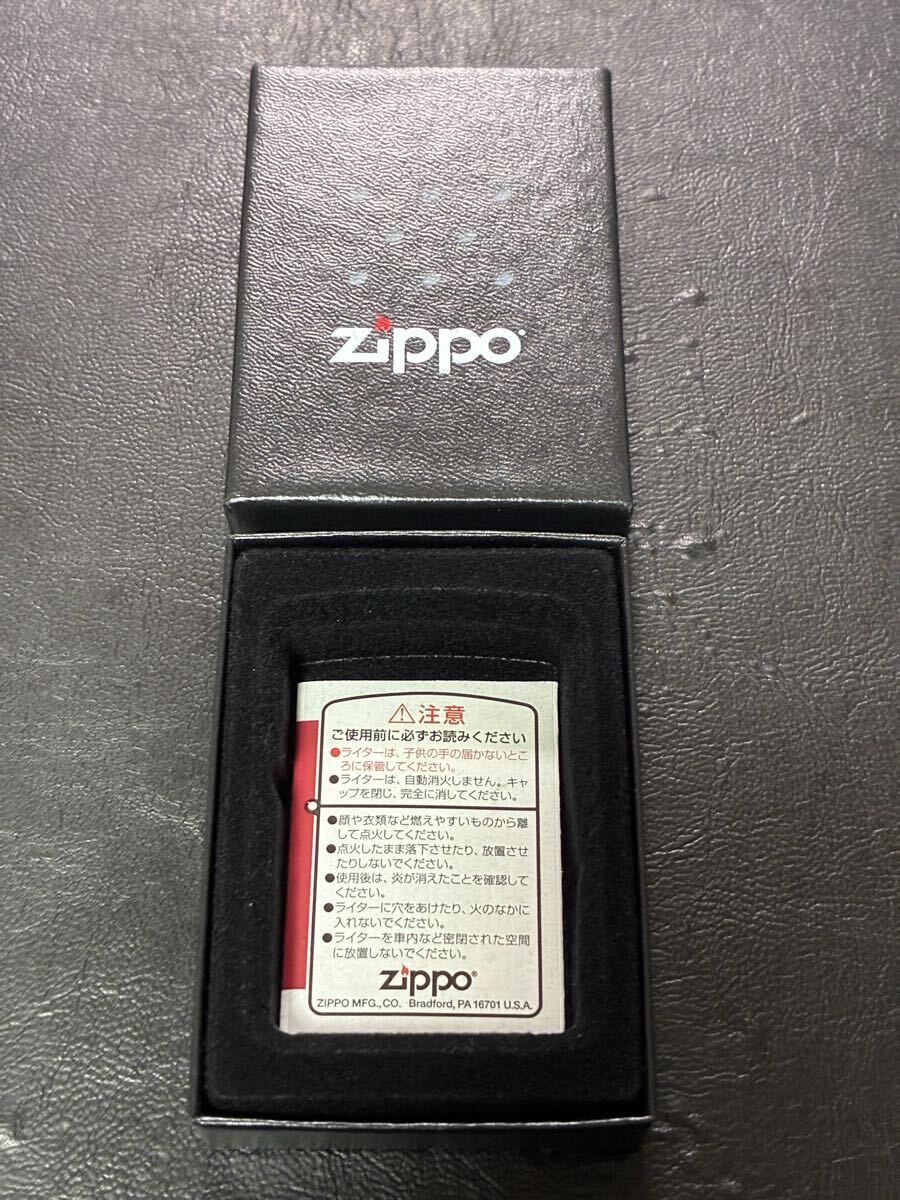 zippo
⚠注意
ご使用前に必ずお読みください
●ライターは、子供の手の届かないとこ
ろに保管してください。
●ライターは、自動消火しません。キャ
ップを閉じ、完全に消してください。
●顔や衣類など燃えやすいものから離
して点火してください。
●点火したまま落下させたり、放置させ
たりしないでください。
●使用後は、炎が消えたことを確認して
ください。
●ライターに穴をあけたり、火のなかに
入れないでください。
●ライターを車内など密閉された空間
に放置しないでください。
zippo®
ZIPPO MFG.,CO. Bradford, PA 16701 U.S.A.